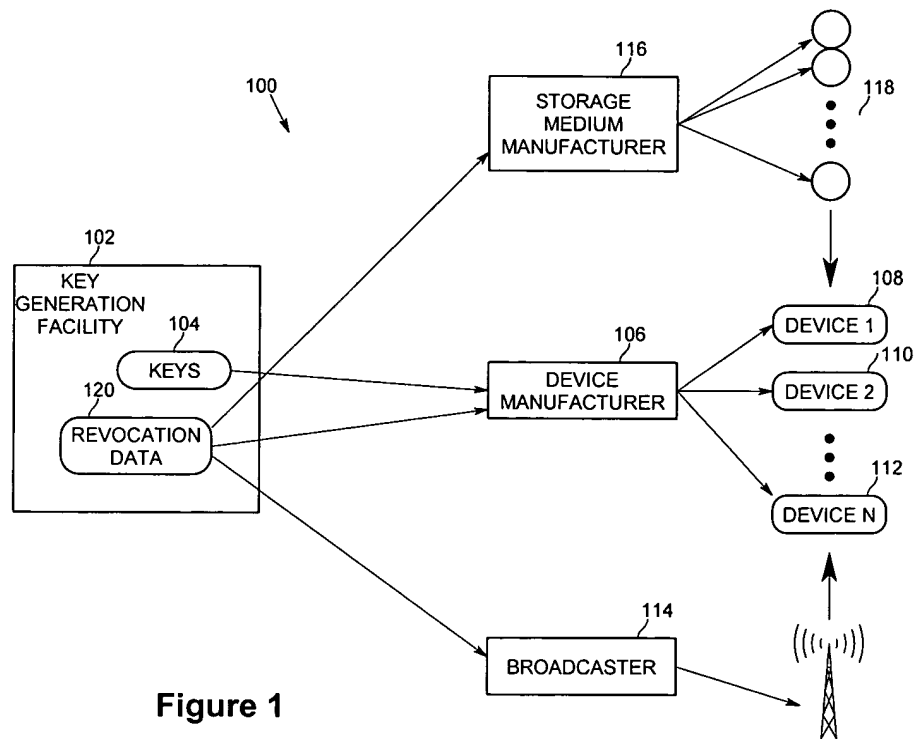 116
118
100
STORAGE
MEDIUM
MANUFACTURER
102
KEY
GENERATION
FACILITY
104
KEYS
120
REVOCATION
DATA
106
DEVICE
MANUFACTURER
108
DEVICE 1
110
DEVICE 2
112
DEVICE N
114
BROADCASTER
Figure 1